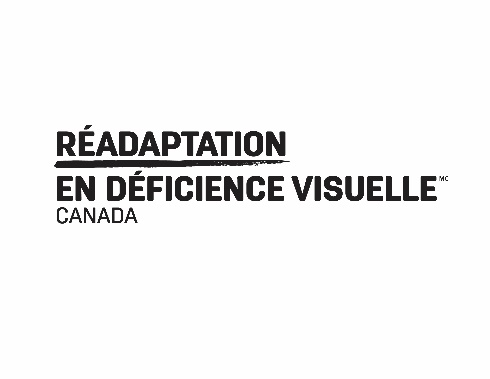 RÉADAPTATION
EN DÉFICIENCE VISUELLE MC
CANADA